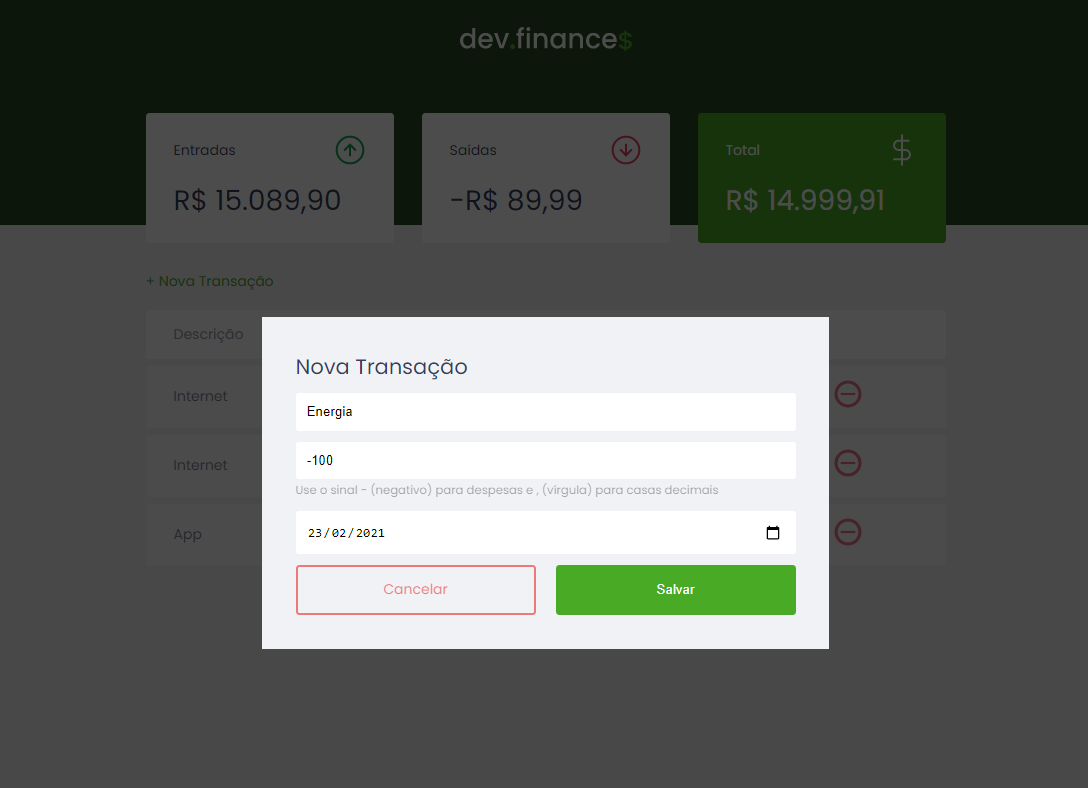 dev.finance$
Entradas
R$ 15.089,90
Saídas
-R$ 89,99
Total
$
R$ 14.999,91
+ Nova Transação
Descrição
Internet
Internet
App
Nova Transação
Energia
-100
Use o sinal - (negativo) para despesas e , (vírgula) para casas decimais
23/02/2021
Cancelar
Salvar